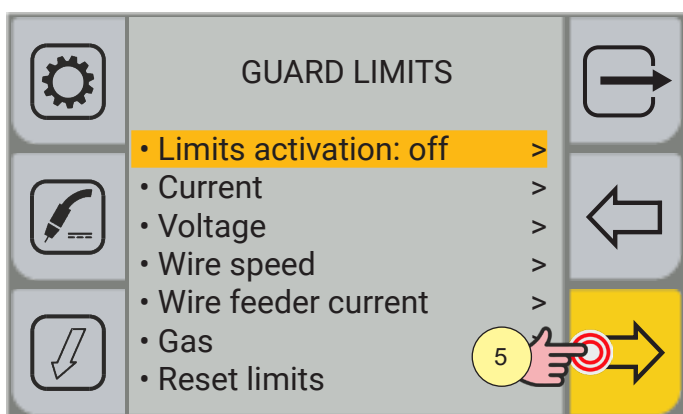 GUARD LIMITS
• Limits activation: off >
• Current >
• Voltage >
• Wire speed >
• Wire feeder current >
• Gas
5
• Reset limits